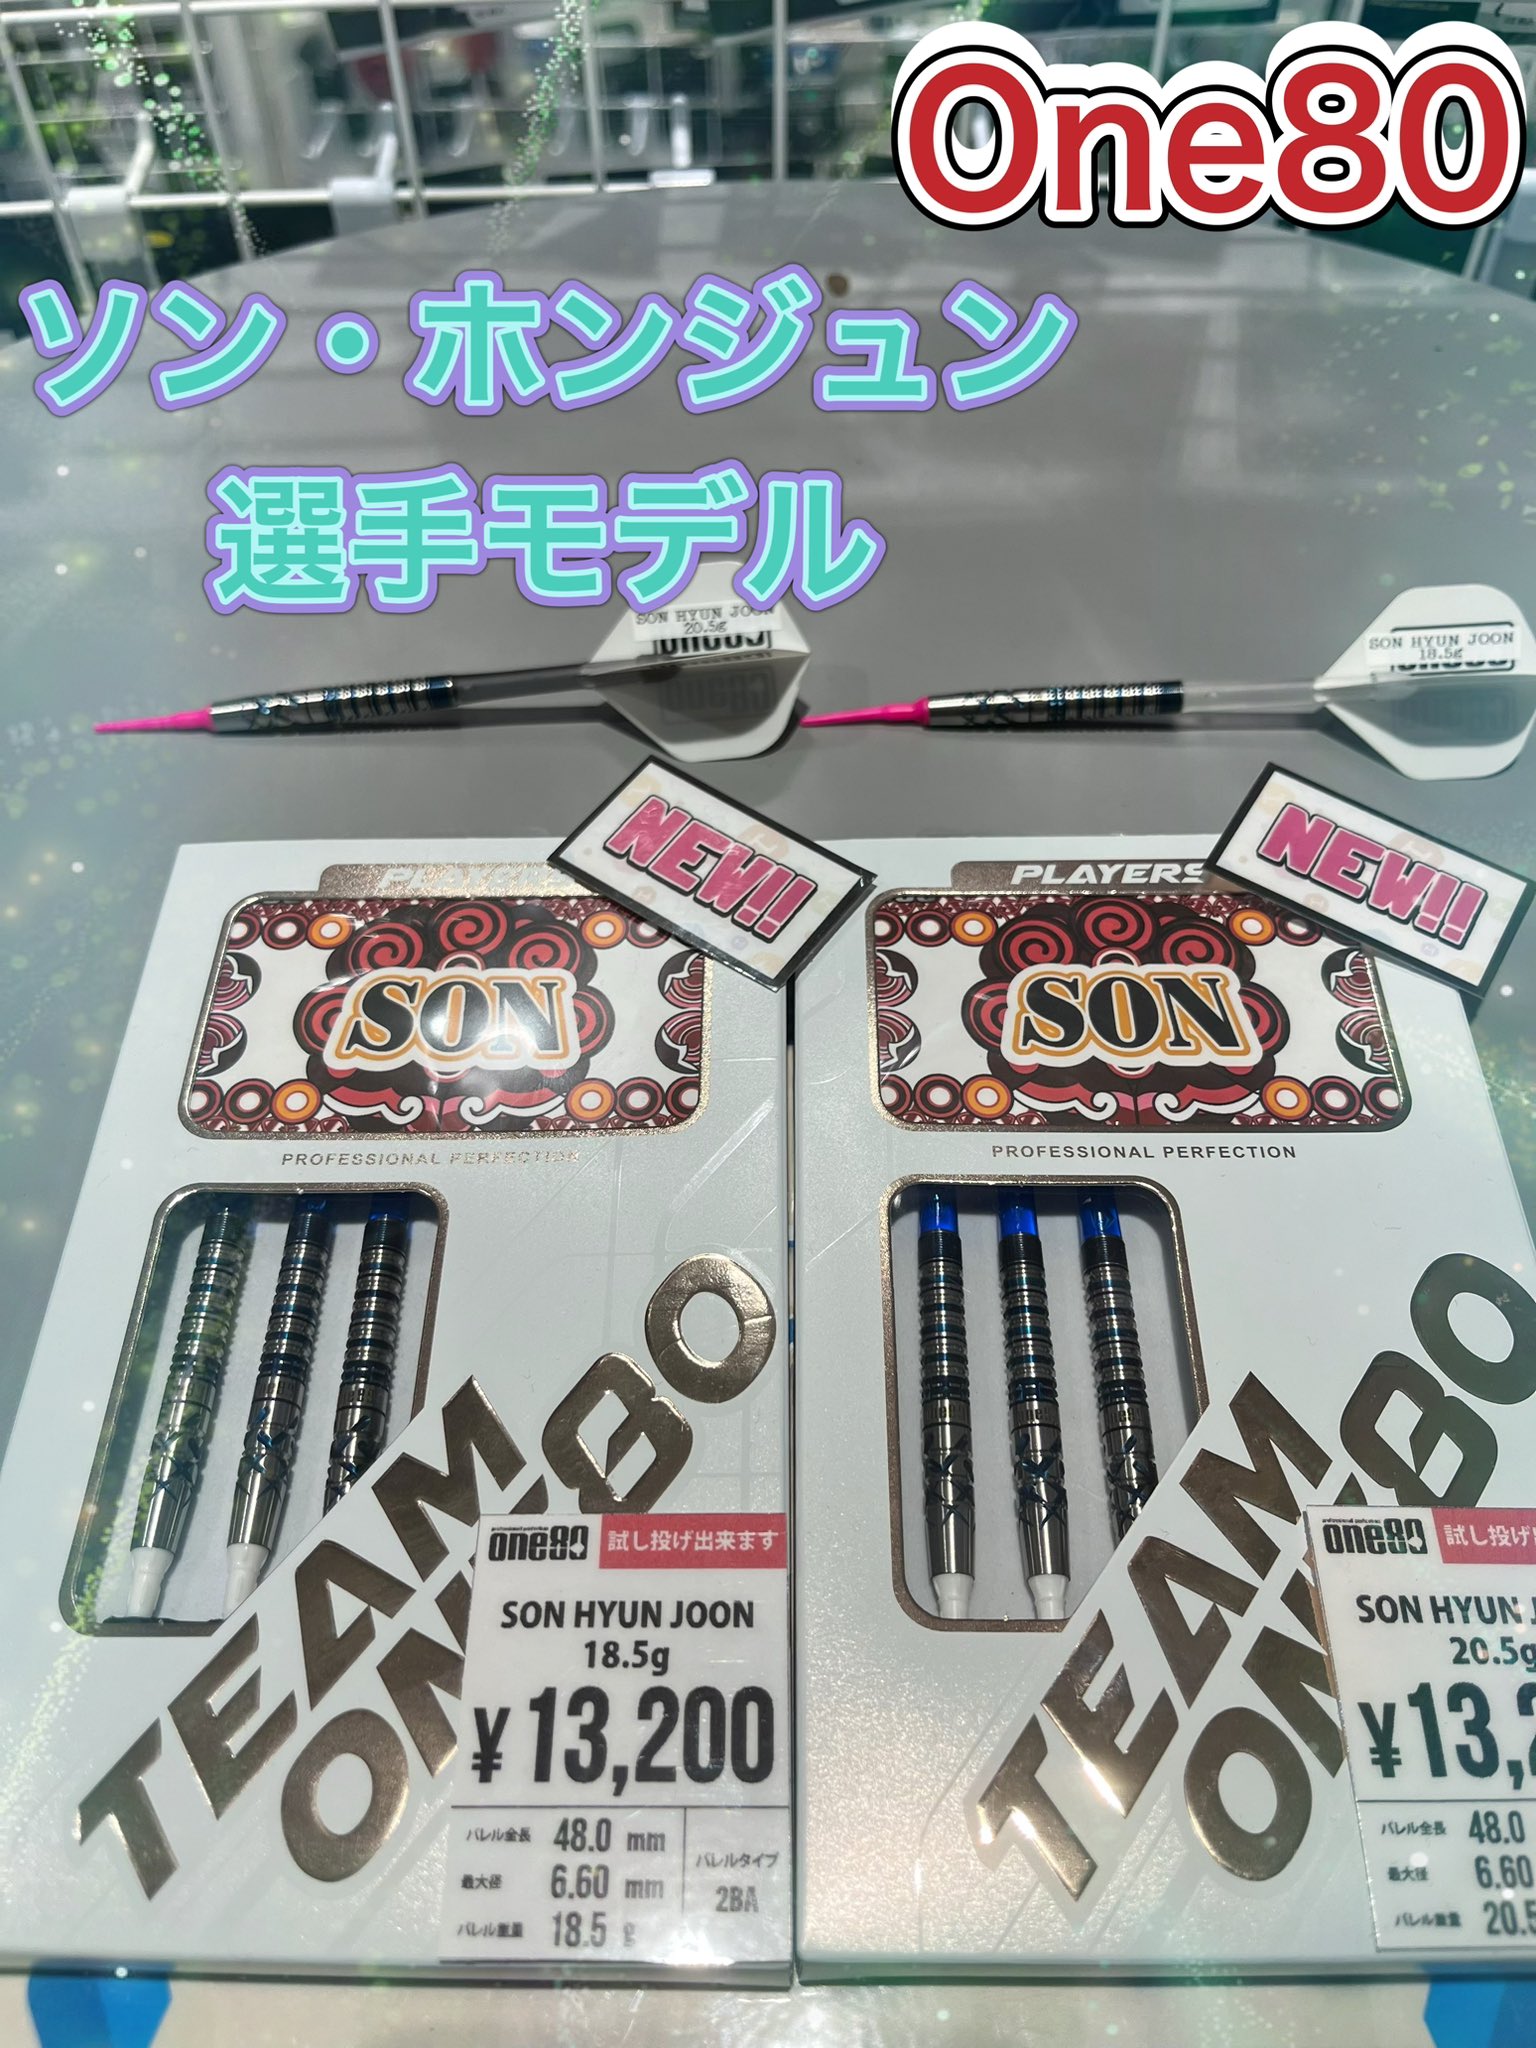 One80
ソン・ホンジュン
選手モデル
SON HYUN JOON
20.5g
SON HYUN JOON
18.5g
NEW!!
NEW!!
PLAYERS
SON
PROFESSIONAL PERFECTION
TEAM
one80
試し投げ出来ます
SON HYUN JOON
18.5g
¥13,200
バレル全長 48.0 mm
最大径 6.60 mm
バレル重量 18.5 g
バレルタイプ
2BA
PLAYERS
SON
PROFESSIONAL PERFECTION
TEAM
one80
試し投げ
SON HYUN
20.5g
¥13,2
バレル全長 48.0
最大径 6.60
バレル重量 20.5